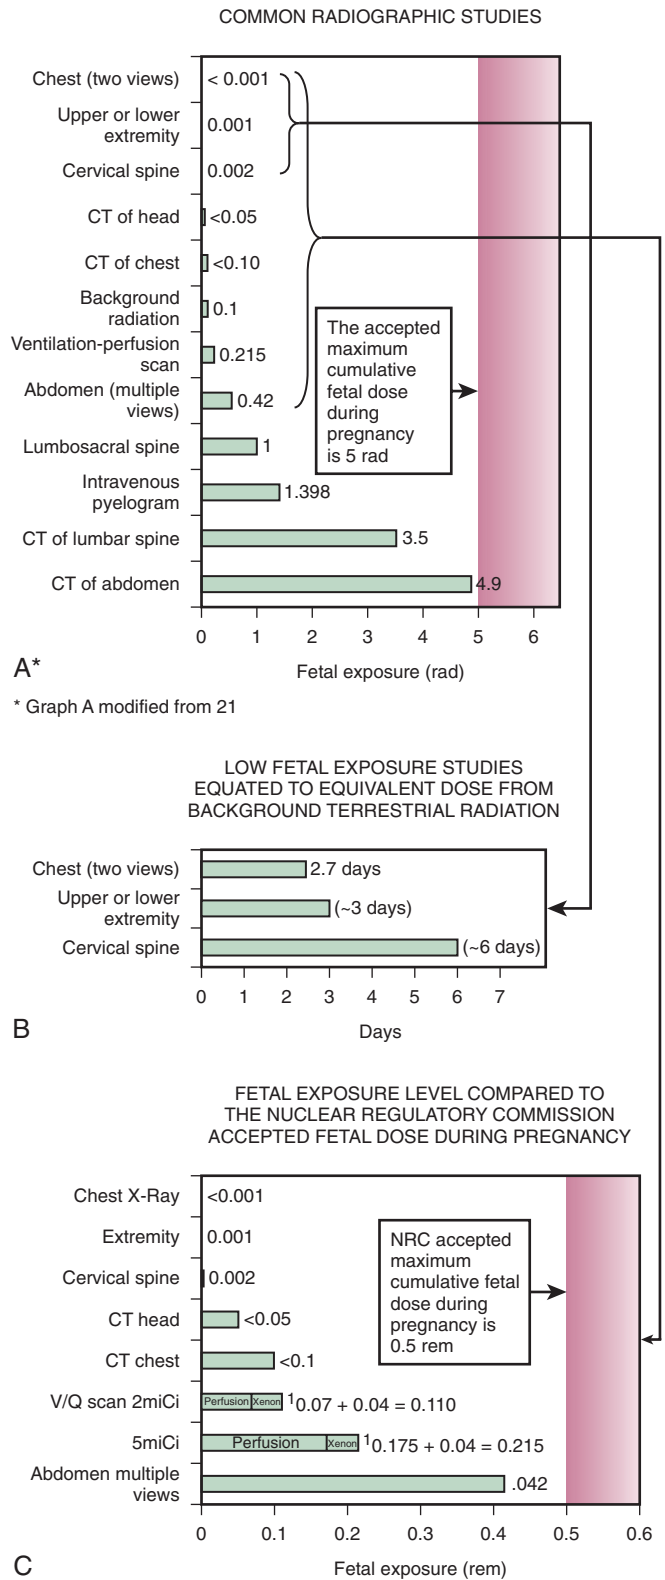 COMMON RADIOGRAPHIC STUDIES
Chest (two views)
< 0.001
Upper or lower
extremity
0.001
Cervical spine
0.002
CT of head
<0.05
CT of chest
<0.10
Background
radiation
0.1
Ventilation-perfusion
scan
0.215
Abdomen (multiple
views)
0.42
Lumbosacral spine
1
Intravenous
pyelogram
1.398
CT of lumbar spine
3.5
CT of abdomen
4.9
The accepted
maximum
cumulative
fetal dose
during
pregnancy
is 5 rad
0 1 2 3 4 5 6
Fetal exposure (rad)
A*
* Graph A modified from 21
LOW FETAL EXPOSURE STUDIES
EQUATED TO EQUIVALENT DOSE FROM
BACKGROUND TERRESTRIAL RADIATION
Chest (two views)
2.7 days
Upper or lower
extremity
(~3 days)
Cervical spine
(~6 days)
0 1 2 3 4 5 6 7
Days
B
FETAL EXPOSURE LEVEL COMPARED TO
THE NUCLEAR REGULATORY COMMISSION
ACCEPTED FETAL DOSE DURING PREGNANCY
Chest X-Ray
<0.001
Extremity
0.001
Cervical spine
0.002
CT head
<0.05
CT chest
<0.1
V/Q scan 2miCi
Perfusion Xenon
¹0.07 + 0.04 = 0.110
5miCi
Perfusion Xenon
¹0.175 + 0.04 = 0.215
Abdomen multiple
views
.042
NRC accepted
maximum
cumulative fetal
dose during
pregnancy is
0.5 rem
0 0.1 0.2 0.3 0.4 0.5 0.6
Fetal exposure (rem)
C